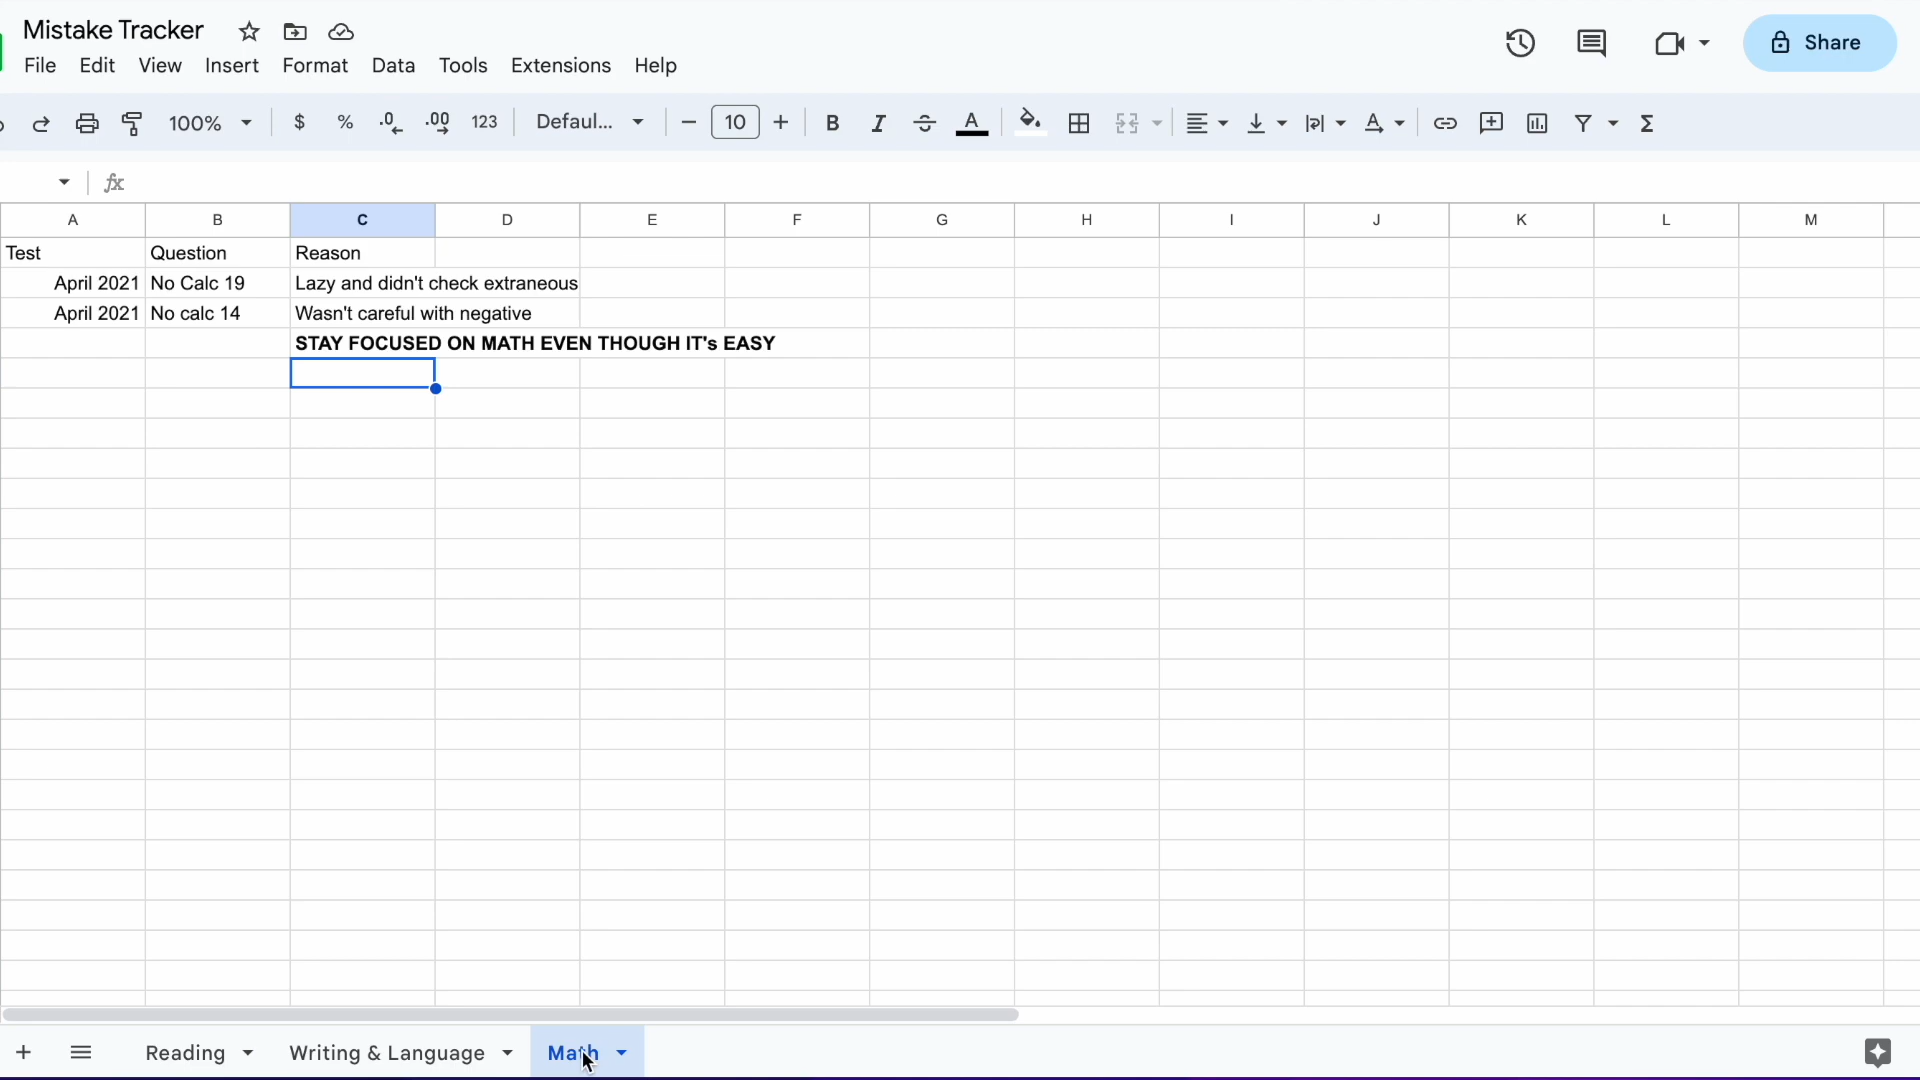 Mistake Tracker
File Edit View Insert Format Data Tools Extensions Help
Share
100% $ % .0 .00 123 Defaul... 10 B I S A Σ
fx
A B C D E F G H I J K L M
Test Question Reason
April 2021 No Calc 19 Lazy and didn't check extraneous
April 2021 No calc 14 Wasn't careful with negative
STAY FOCUSED ON MATH EVEN THOUGH IT's EASY
Reading Writing & Language Math